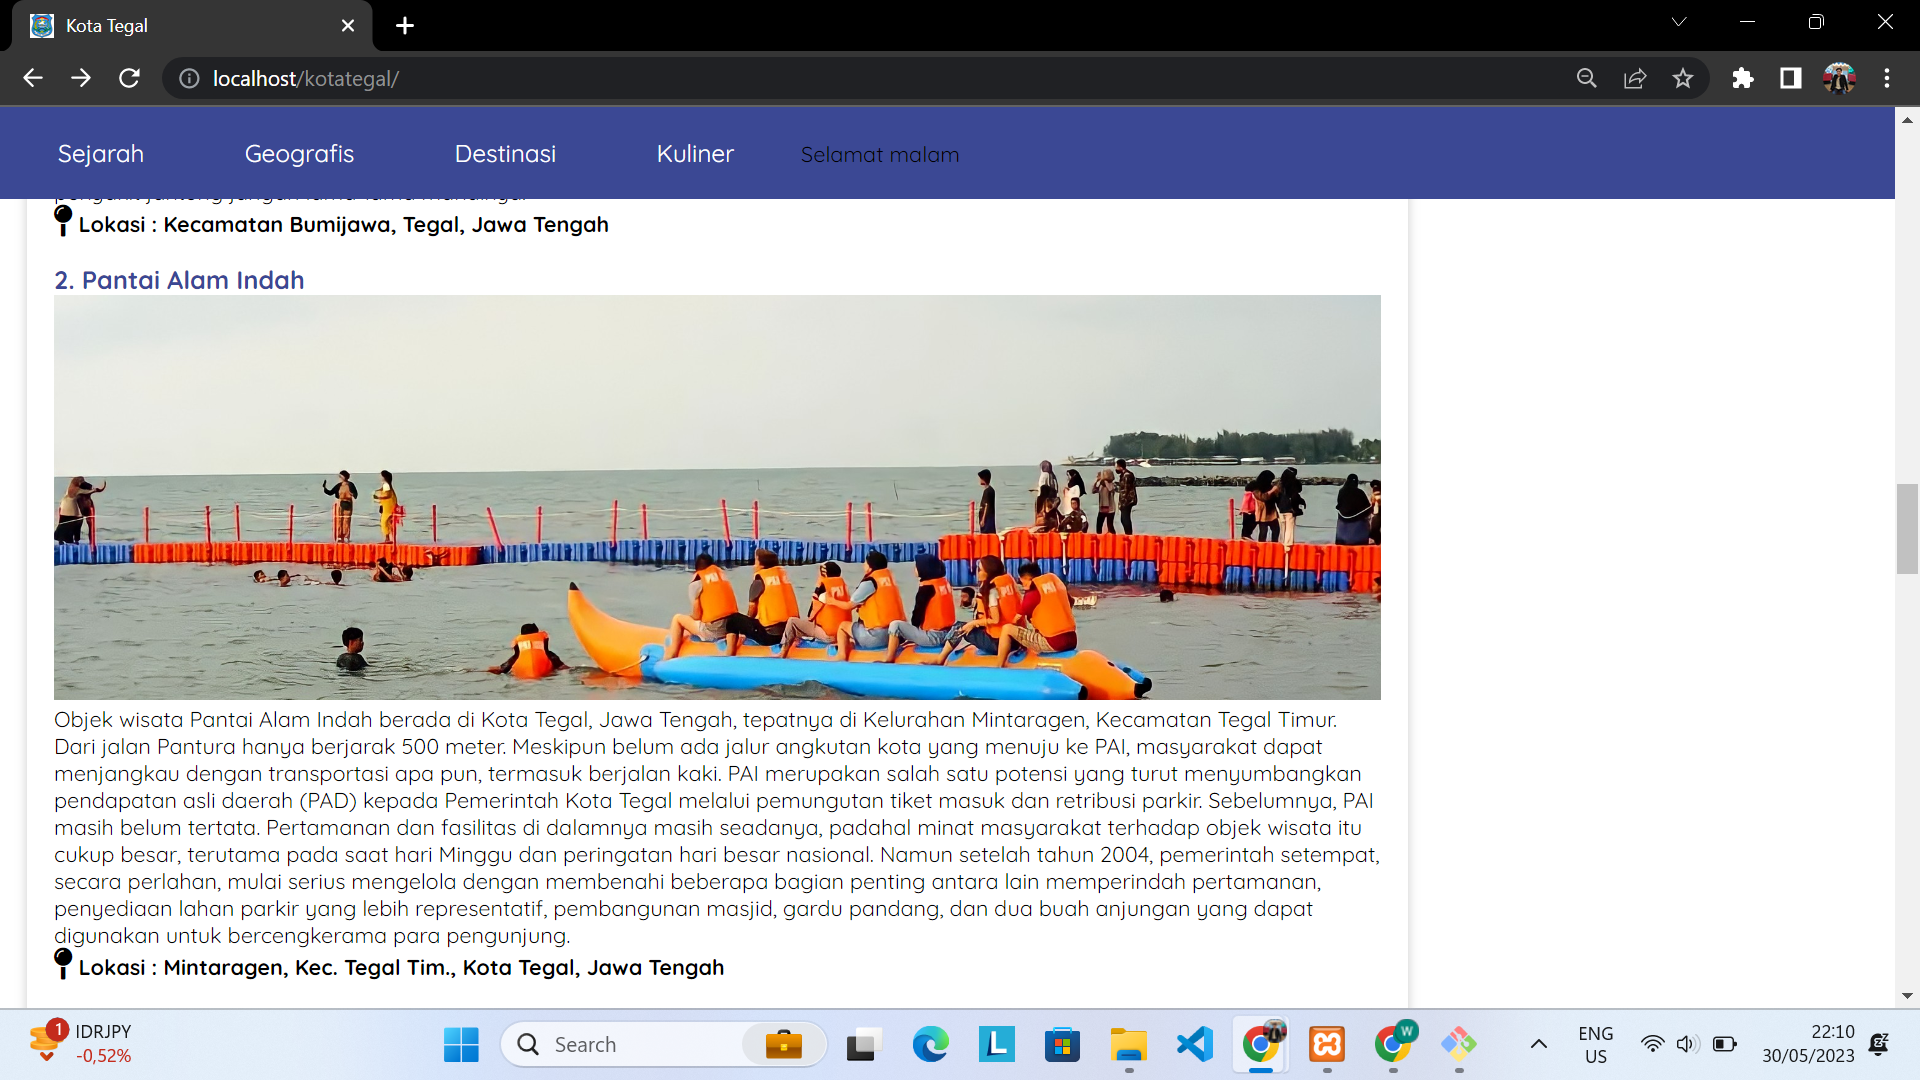 Kota Tegal
localhost/kotategal/
Sejarah
Geografis
Destinasi
Kuliner
Selamat malam
Lokasi : Kecamatan Bumijawa, Tegal, Jawa Tengah
2. Pantai Alam Indah
Objek wisata Pantai Alam Indah berada di Kota Tegal, Jawa Tengah, tepatnya di Kelurahan Mintaragen, Kecamatan Tegal Timur.
Dari jalan Pantura hanya berjarak 500 meter. Meskipun belum ada jalur angkutan kota yang menuju ke PAI, masyarakat dapat
menjangkau dengan transportasi apa pun, termasuk berjalan kaki. PAI merupakan salah satu potensi yang turut menyumbangkan
pendapatan asli daerah (PAD) kepada Pemerintah Kota Tegal melalui pemungutan tiket masuk dan retribusi parkir. Sebelumnya, PAI
masih belum tertata. Pertamanan dan fasilitas di dalamnya masih seadanya, padahal minat masyarakat terhadap objek wisata itu
cukup besar, terutama pada saat hari Minggu dan peringatan hari besar nasional. Namun setelah tahun 2004, pemerintah setempat,
secara perlahan, mulai serius mengelola dengan membenahi beberapa bagian penting antara lain memperindah pertamanan,
penyediaan lahan parkir yang lebih representatif, pembangunan masjid, gardu pandang, dan dua buah anjungan yang dapat
digunakan untuk bercengkerama para pengunjung.
Lokasi : Mintaragen, Kec. Tegal Tim., Kota Tegal, Jawa Tengah
1
IDRJPY
-0,52%
Search
L
W
ENG
US
22:10
30/05/2023